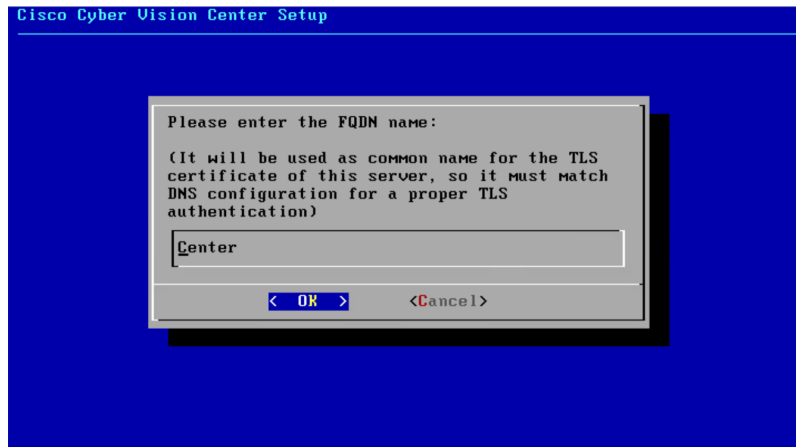 Cisco Cyber Vision Center Setup
Please enter the FQDN name:
(It will be used as common name for the TLS
certificate of this server, so it must match
DNS configuration for a proper TLS
authentication)
Center
< OK > <Cancel>